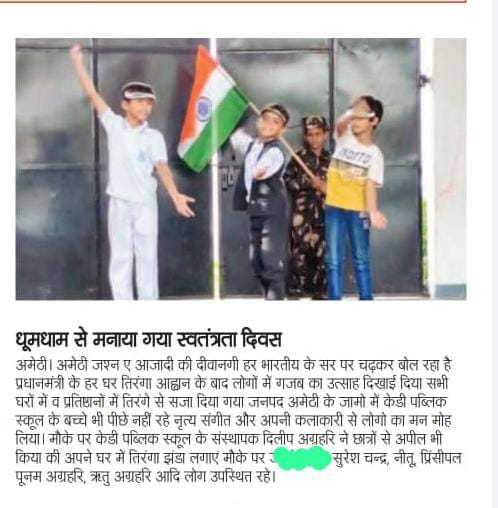 धूमधाम से मनाया गया स्वतंत्रता दिवस
अमेठी। अमेठी जश्न ए आजादी की दीवानगी हर भारतीय के सर पर चढ़कर बोल रहा है
प्रधानमंत्री के हर घर तिरंगा आह्वान के बाद लोगों में गजब का उत्साह दिखाई दिया सभी
घरों में व प्रतिष्ठानों में तिरंगे से सजा दिया गया जनपद अमेठी के जामो में केडी पब्लिक
स्कूल के बच्चे भी पीछे नहीं रहे नृत्य संगीत और अपनी कलाकारी से लोगो का मन मोह
लिया। मौके पर केडी पब्लिक स्कूल के संस्थापक दिलीप अग्रहरि ने छात्रों से अपील भी
किया की अपने घर में तिरंगा झंडा लगाएं मौके पर सुरेश चन्द्र, नीतू, प्रिंसीपल
पूनम अग्रहरि, ऋतु अग्रहरि आदि लोग उपस्थित रहे।